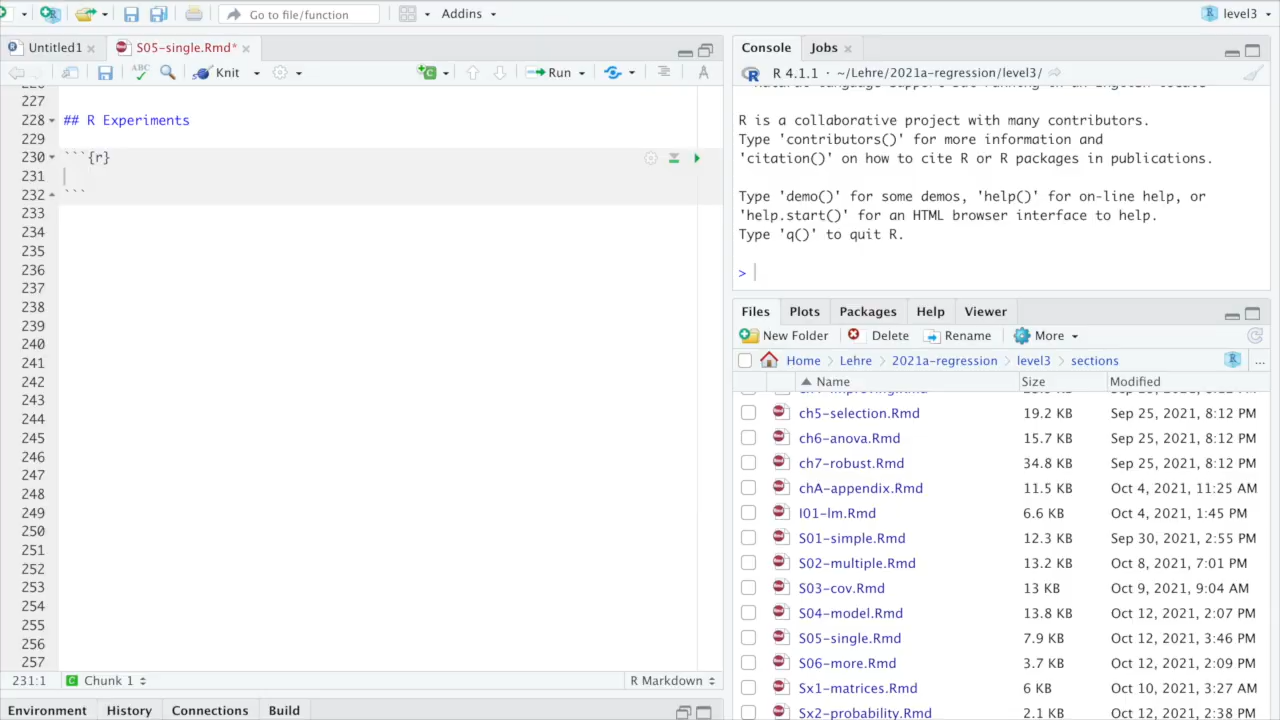 Go to file/function
Addins
level3
Untitled1
S05-single.Rmd*
ABC
Knit
Run
227
228
## R Experiments
229
230
```{r}
231
232
```
233
234
235
236
237
238
239
240
241
242
243
244
245
246
247
248
249
250
251
252
253
254
255
256
257
231:1
C Chunk 1
R Markdown
Environment
History
Connections
Build
Console
Jobs
R 4.1.1 · ~/Lehre/2021a-regression/level3/
R is a collaborative project with many contributors.
Type 'contributors()' for more information and
'citation()' on how to cite R or R packages in publications.
Type 'demo()' for some demos, 'help()' for on-line help, or
'help.start()' for an HTML browser interface to help.
Type 'q()' to quit R.
>
Files
Plots
Packages
Help
Viewer
New Folder
Delete
Rename
More
Home
Lehre
2021a-regression
level3
sections
...
Name
Size
Modified
ch5-selection.Rmd 19.2 KB Sep 25, 2021, 8:12 PM
ch6-anova.Rmd 15.7 KB Sep 25, 2021, 8:12 PM
ch7-robust.Rmd 34.8 KB Sep 25, 2021, 8:12 PM
chA-appendix.Rmd 11.5 KB Oct 4, 2021, 11:25 AM
I01-lm.Rmd 6.6 KB Oct 4, 2021, 1:45 PM
S01-simple.Rmd 12.3 KB Sep 30, 2021, 2:55 PM
S02-multiple.Rmd 13.2 KB Oct 8, 2021, 7:01 PM
S03-cov.Rmd 13 KB Oct 9, 2021, 9:04 AM
S04-model.Rmd 13.8 KB Oct 12, 2021, 2:07 PM
S05-single.Rmd 7.9 KB Oct 12, 2021, 3:46 PM
S06-more.Rmd 3.7 KB Oct 12, 2021, 2:09 PM
Sx1-matrices.Rmd 6 KB Oct 10, 2021, 3:27 AM
Sx2-probability.Rmd 2.1 KB Oct 12, 2021, 2:38 PM